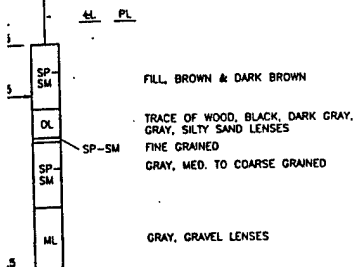 LL PL
5
SP-
SM
FILL, BROWN & DARK BROWN
5
OL
TRACE OF WOOD, BLACK, DARK GRAY,
GRAY, SILTY SAND LENSES
SP-SM
FINE GRAINED
SP-
SM
GRAY, MED. TO COARSE GRAINED
ML
GRAY, GRAVEL LENSES
.5